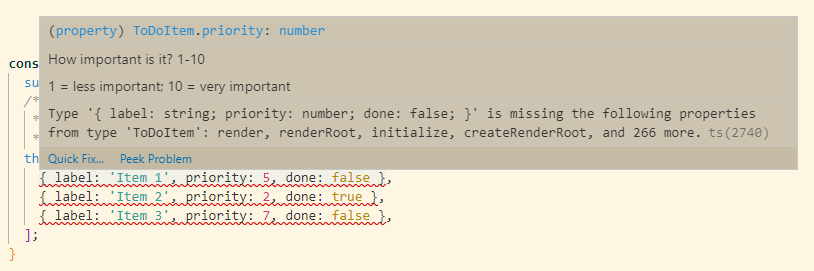 (property) ToDoItem.priority: number
How important is it? 1-10
cons
su
1 = less important; 10 = very important
/*
Type '{ label: string; priority: number; done: false; }' is missing the following properties
*
from type 'ToDoItem': render, renderRoot, initialize, createRenderRoot, and 266 more. ts(2740)
*
th
Quick Fix... Peek Problem
{ label: 'Item 1', priority: 5, done: false },
{ label: 'Item 2', priority: 2, done: true },
{ label: 'Item 3', priority: 7, done: false },
];
}